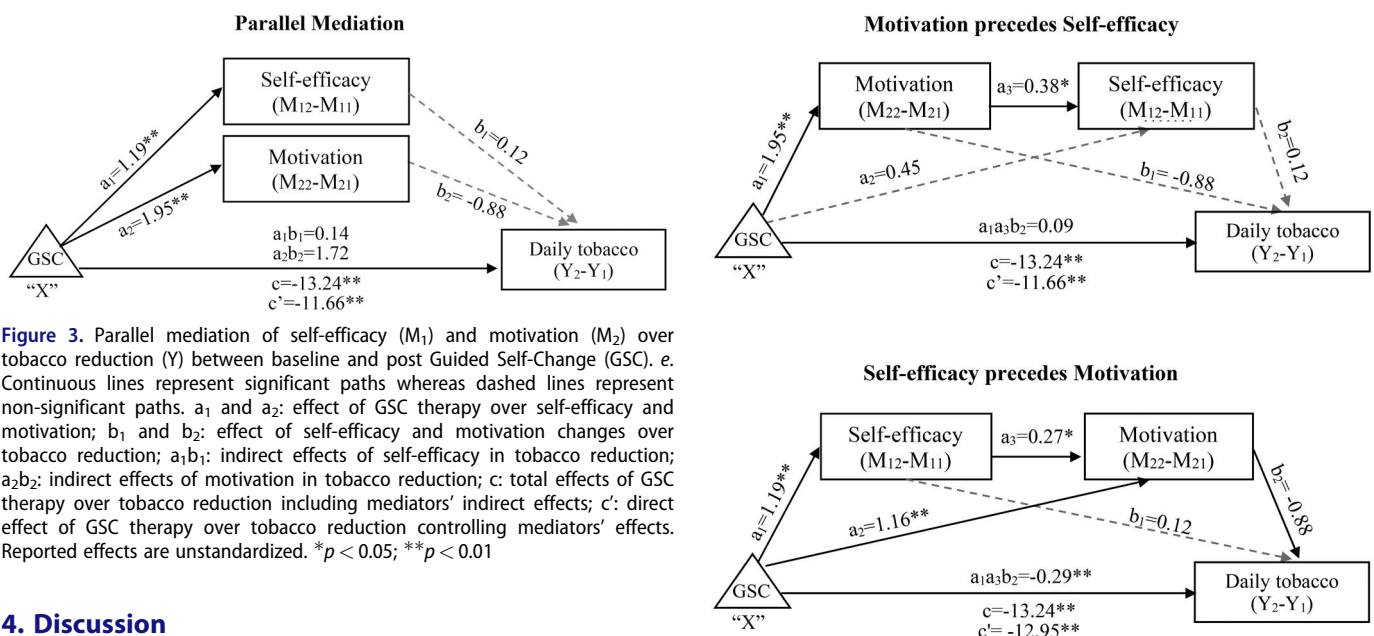 Parallel Mediation
Self-efficacy
(M12-M11)
Motivation
(M22-M21)
a1=1.19**
a2=1.95**
b1=0.12
b2= -0.88
GSC
“X”
a1b1=0.14
a2b2=1.72
c=-13.24**
c’=-11.66**
Daily tobacco
(Y2-Y1)
Figure 3. Parallel mediation of self-efficacy (M1) and motivation (M2) over
tobacco reduction (Y) between baseline and post Guided Self-Change (GSC). e.
Continuous lines represent significant paths whereas dashed lines represent
non-significant paths. a1 and a2: effect of GSC therapy over self-efficacy and
motivation; b1 and b2: effect of self-efficacy and motivation changes over
tobacco reduction; a1b1: indirect effects of self-efficacy in tobacco reduction;
a2b2: indirect effects of motivation in tobacco reduction; c: total effects of GSC
therapy over tobacco reduction including mediators’ indirect effects; c’: direct
effect of GSC therapy over tobacco reduction controlling mediators’ effects.
Reported effects are unstandardized. *p < 0.05; **p < 0.01
4. Discussion
Motivation precedes Self-efficacy
Motivation
(M22-M21)
a3=0.38*
Self-efficacy
(M12-M11)
a1=1.95**
a2=0.45
b1= -0.88
b2=0.12
GSC
“X”
a1a3b2=0.09
c=-13.24**
c’=-11.66**
Daily tobacco
(Y2-Y1)
Self-efficacy precedes Motivation
Self-efficacy
(M12-M11)
a3=0.27*
Motivation
(M22-M21)
a1=1.19**
a2=1.16**
b1=0.12
b2= -0.88
GSC
“X”
a1a3b2=-0.29**
c=-13.24**
c'= -12.95**
Daily tobacco
(Y2-Y1)